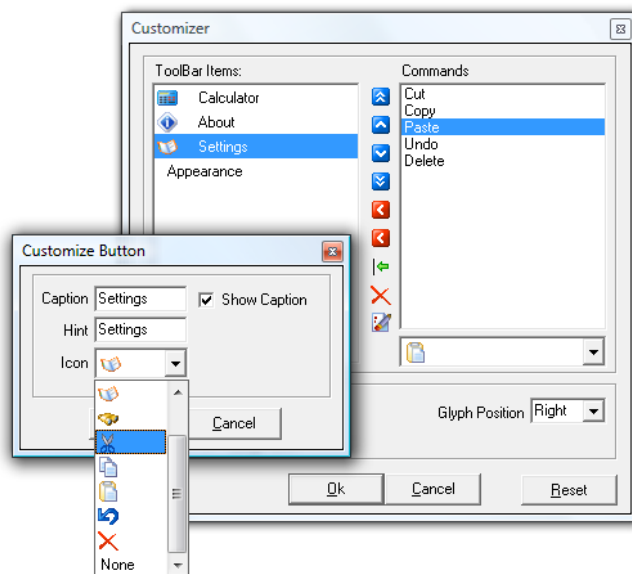 Customizer
ToolBar Items:
Commands
Calculator
About
Settings
Appearance
Cut
Copy
Paste
Undo
Delete
Customize Button
Caption Settings Show Caption
Hint Settings
Icon
Cancel
None
Glyph Position Right
Ok
Cancel
Reset